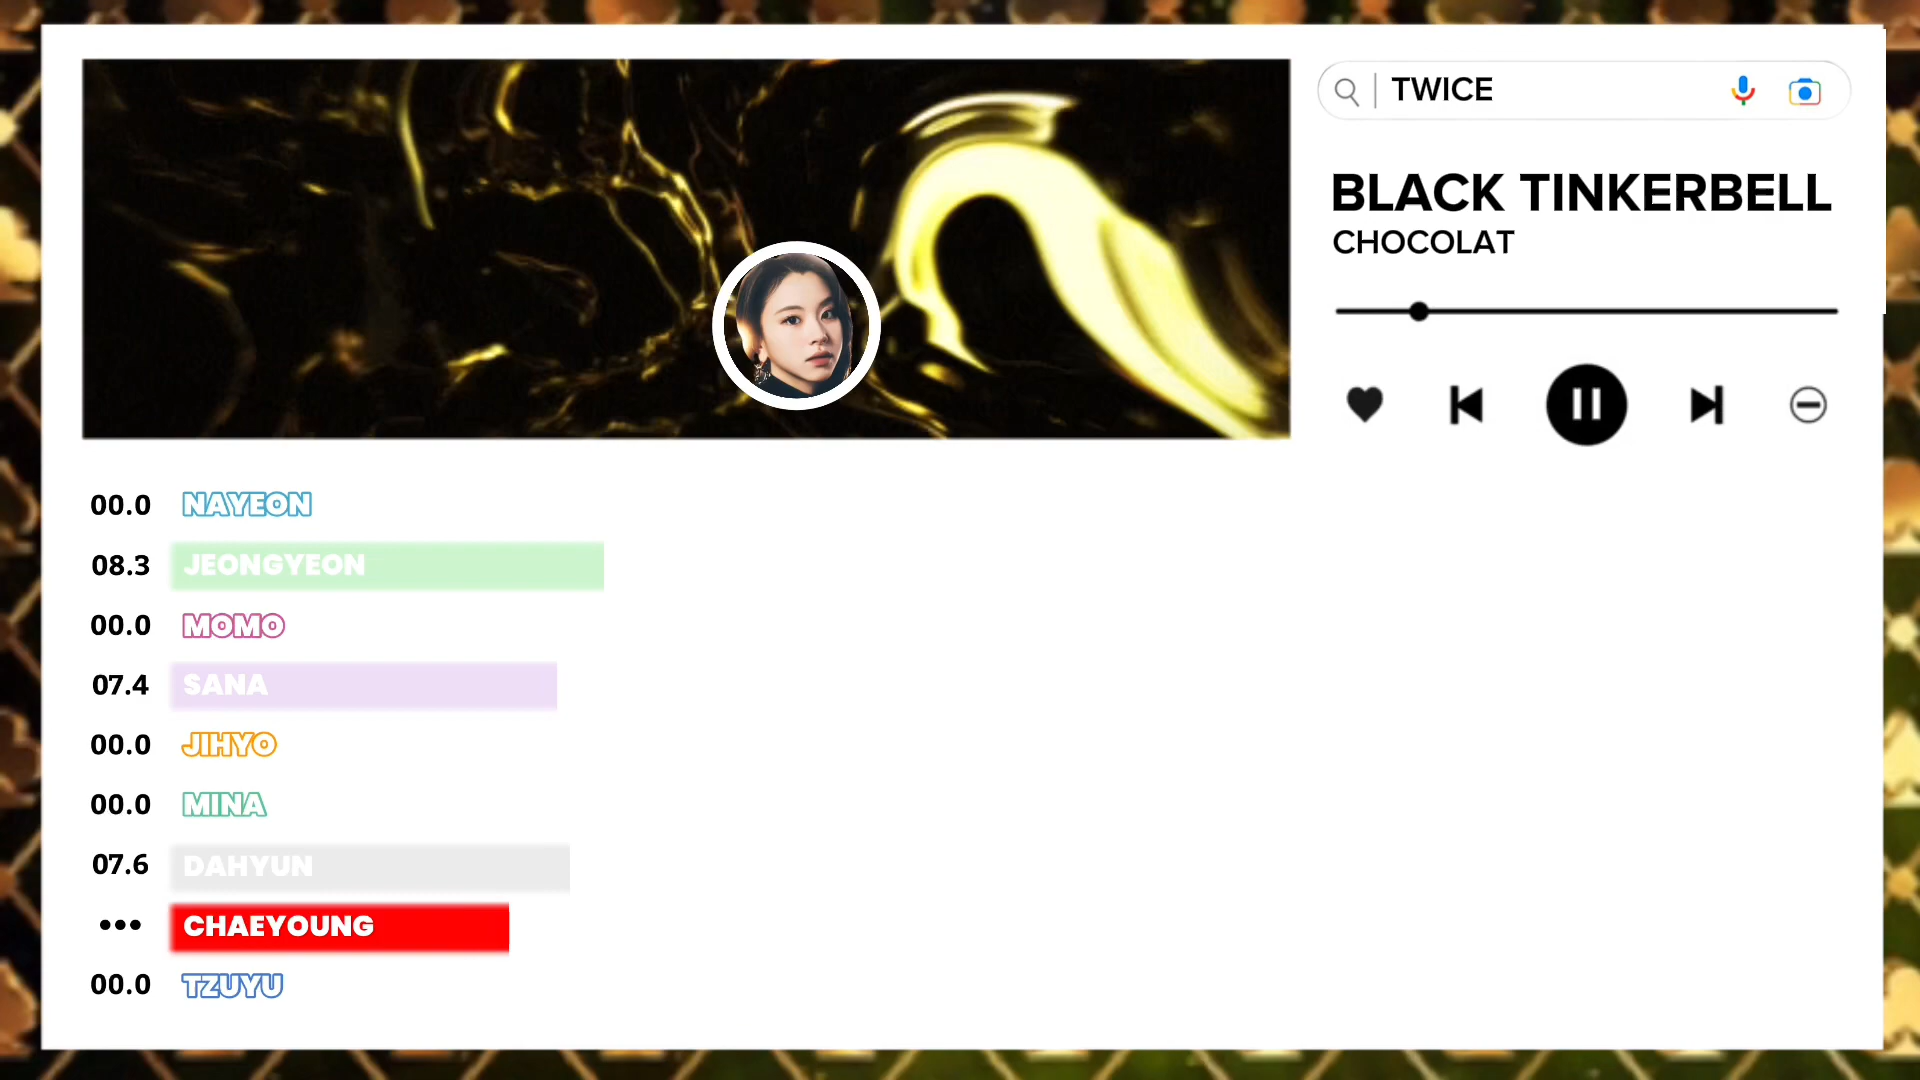 TWICE
BLACK TINKERBELL
CHOCOLAT
00.0 NAYEON
08.3 JEONGYEON
00.0 MOMO
07.4 SANA
00.0 JIHYO
00.0 MINA
07.6 DAHYUN
••• CHAEYOUNG
00.0 TZUYU